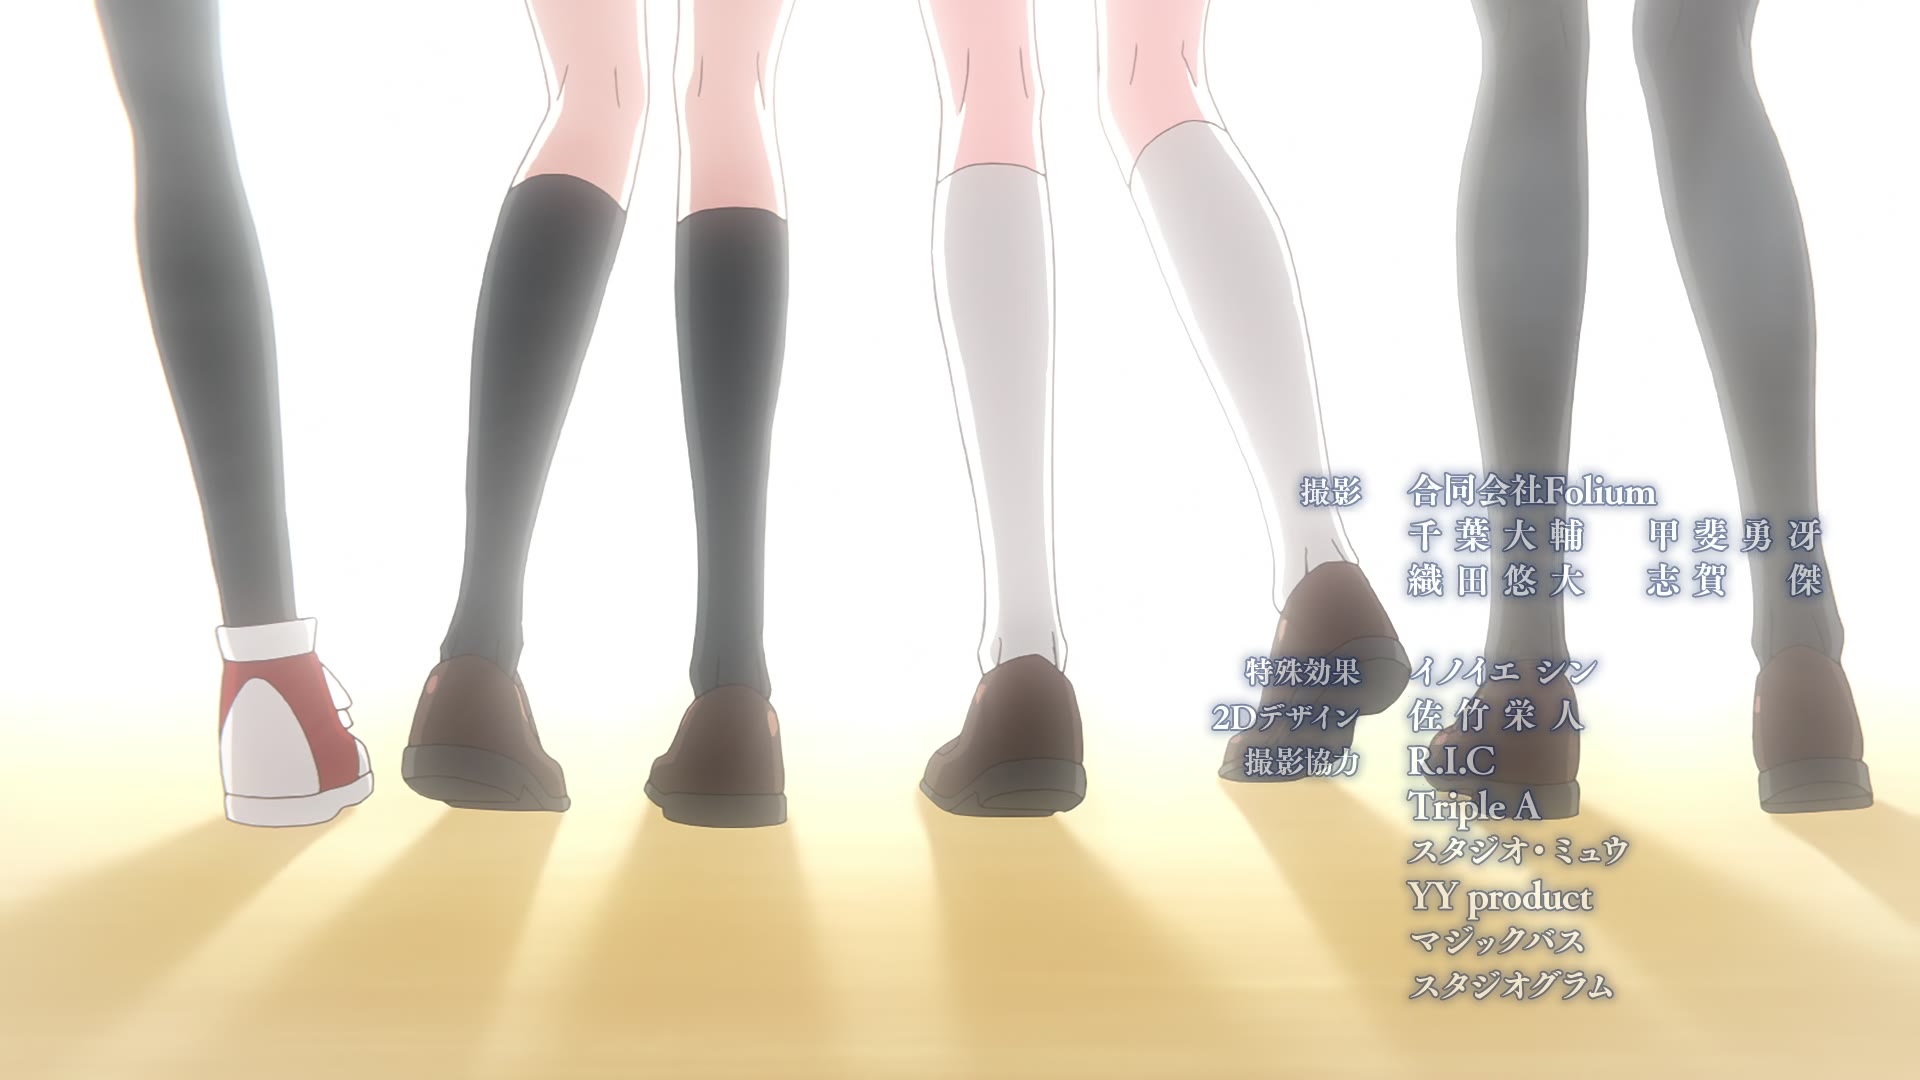 撮影 合同会社Folium
千葉大輔 甲斐勇冴
織田悠大 志賀 傑
特殊効果 イノイエ シン
2Dデザイン 佐竹栄人
撮影協力 R.I.C
Triple A
スタジオ・ミュウ
YY product
マジックバス
スタジオグラム